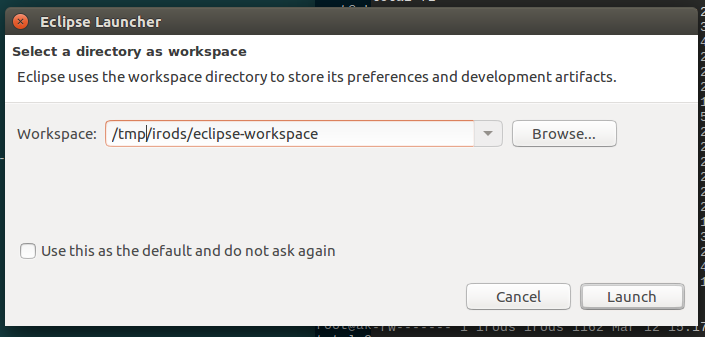 Eclipse Launcher
Select a directory as workspace
Eclipse uses the workspace directory to store its preferences and development artifacts.
Workspace: /tmp/irods/eclipse-workspace Browse...
Use this as the default and do not ask again
Cancel Launch